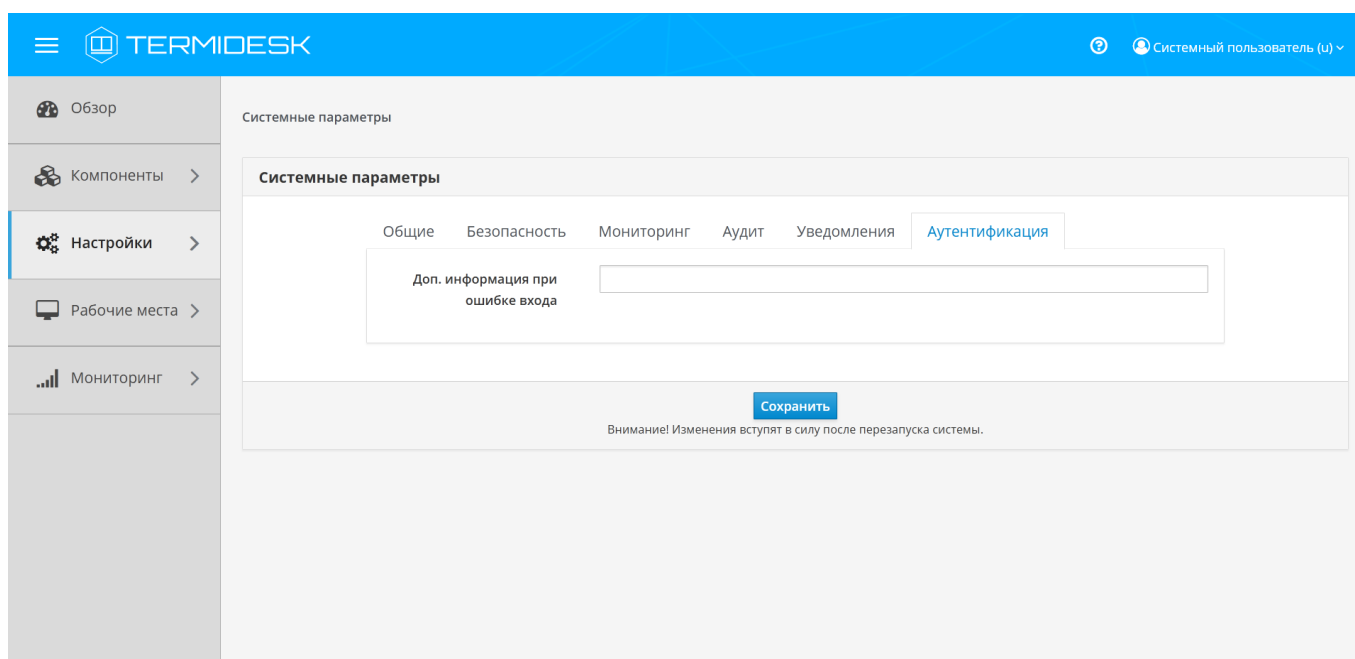 TERMIDESK
Системный пользователь (u)
Обзор
Компоненты
Настройки
Рабочие места
Мониторинг
Системные параметры
Системные параметры
Общие Безопасность Мониторинг Аудит Уведомления Аутентификация
Доп. информация при
ошибке входа
Сохранить
Внимание! Изменения вступят в силу после перезапуска системы.